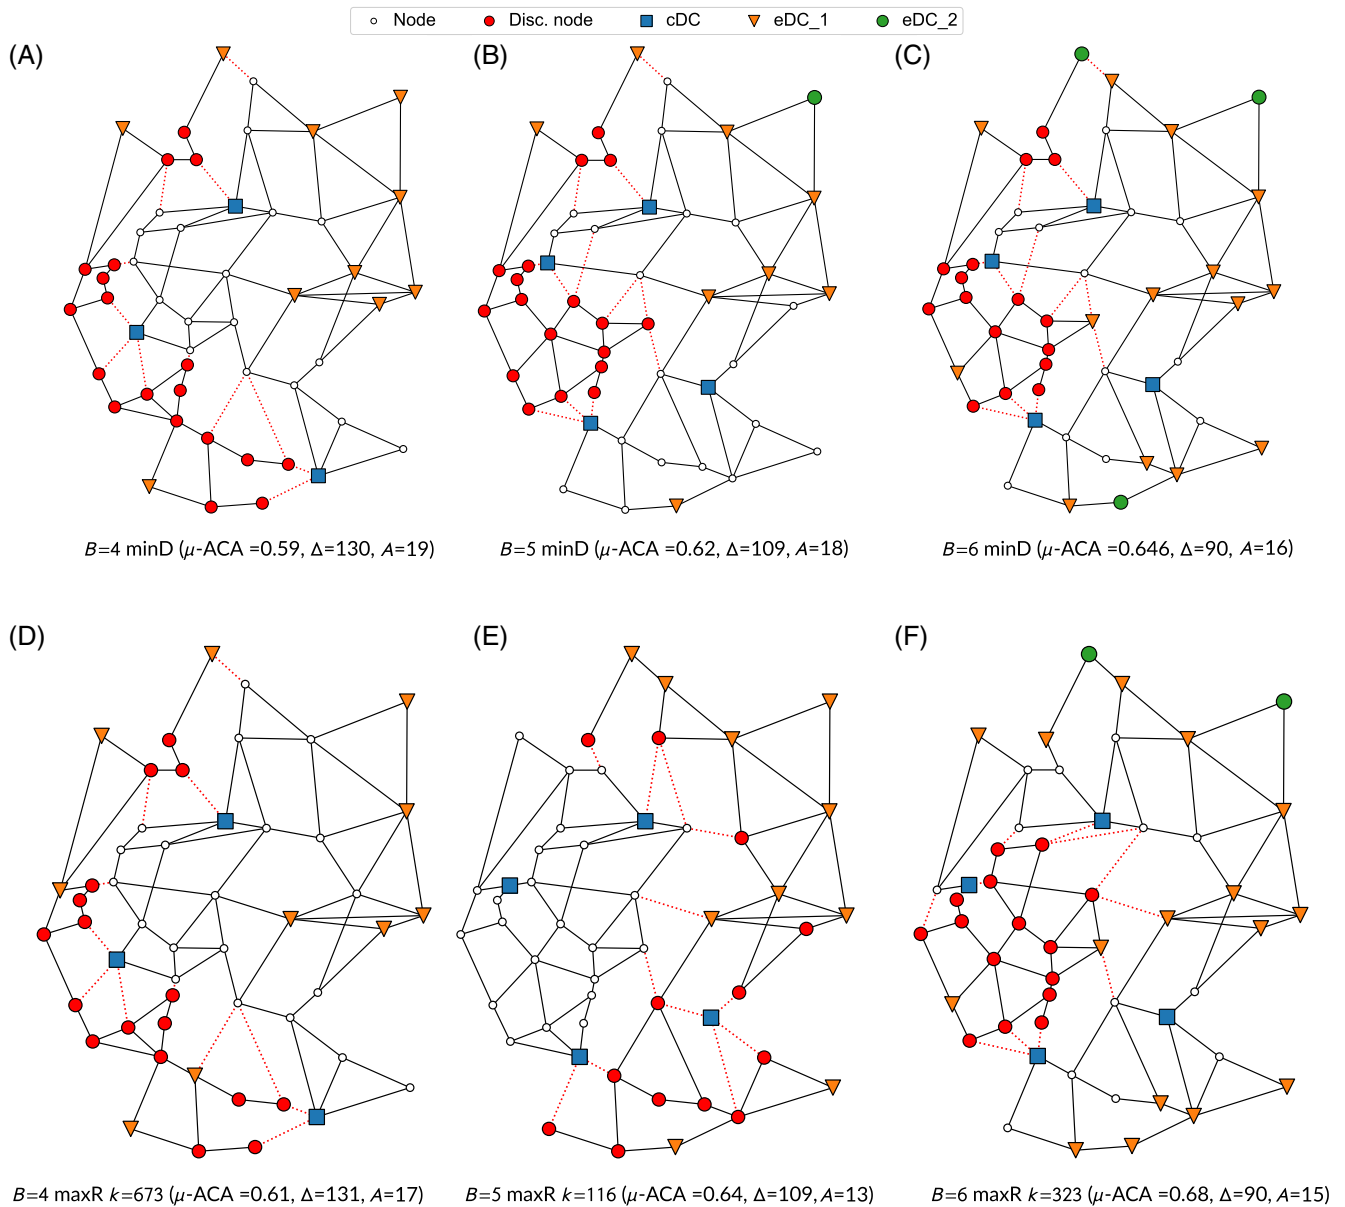 Node Disc. node cDC eDC_1 eDC_2
(A) (B) (C)
B=4 minD (μ-ACA =0.59, Δ=130, A=19) B=5 minD (μ-ACA =0.62, Δ=109, A=18) B=6 minD (μ-ACA =0.646, Δ=90, A=16)
(D) (E) (F)
B=4 maxR k=673 (μ-ACA =0.61, Δ=131, A=17) B=5 maxR k=116 (μ-ACA =0.64, Δ=109, A=13) B=6 maxR k=323 (μ-ACA =0.68, Δ=90, A=15)